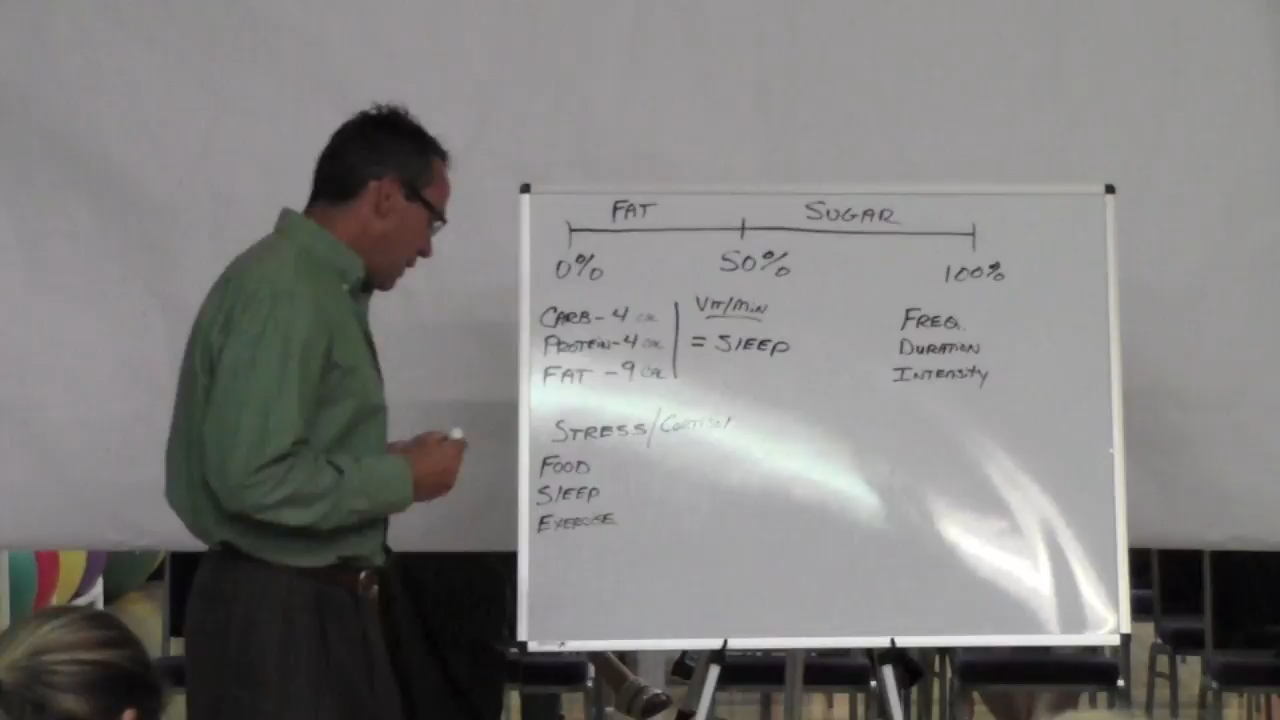 FAT SUGAR
0% 50% 100%
CARB - 4 CAL
PROTEIN - 4 CAL
FAT - 9 CAL
VIT/MIN
= SLEEP
FREQ.
DURATION
INTENSITY
STRESS/CORTISOL
FOOD
SLEEP
EXERCISE